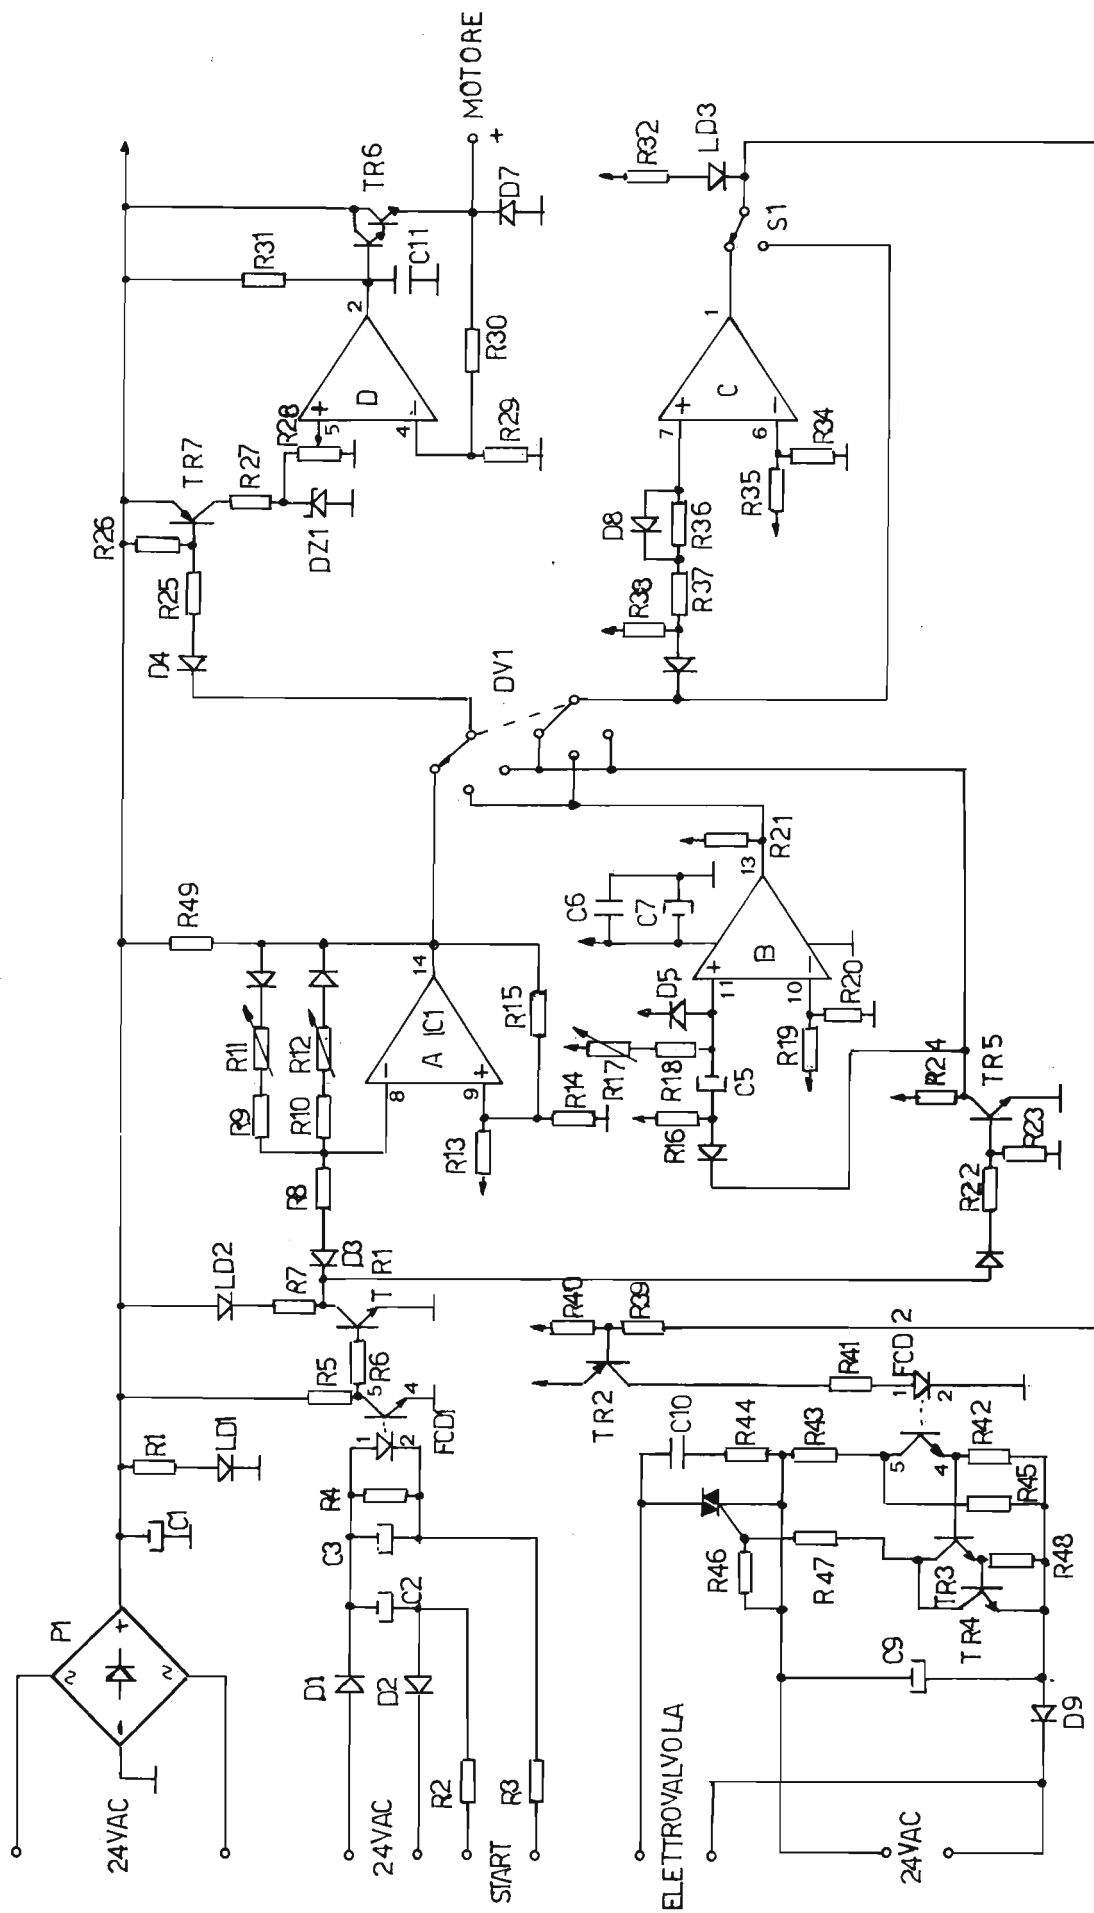 P1
+
-
~
~
24VAC
C1
R1
LD1
R5
LD2
R7
R6
5
4
FCD1
1
2
TR1
D3
R8
R9
R10
R11
R12
R49
A
IC1
-
+
8
9
14
R13
R14
R15
D1
D2
24VAC
C2
C3
R4
R2
R3
START
D4
R25
R26
TR7
R27
DZ1
R28
D
+
-
5
4
2
R31
TR6
C11
D7
R30
R29
MOTORE
+
DV1
R16
R17
R18
D5
C5
C6
C7
B
+
-
11
10
13
R19
R20
R21
R22
R23
R24
TR5
R38
R37
R36
D8
R35
R34
C
+
-
7
6
1
S1
R32
LD3
R40
R39
TR2
R41
FCD2
1
2
5
4
R42
R43
R44
C10
R45
R46
R47
R48
TR3
TR4
C9
D9
ELETTROVALVOLA
24VAC